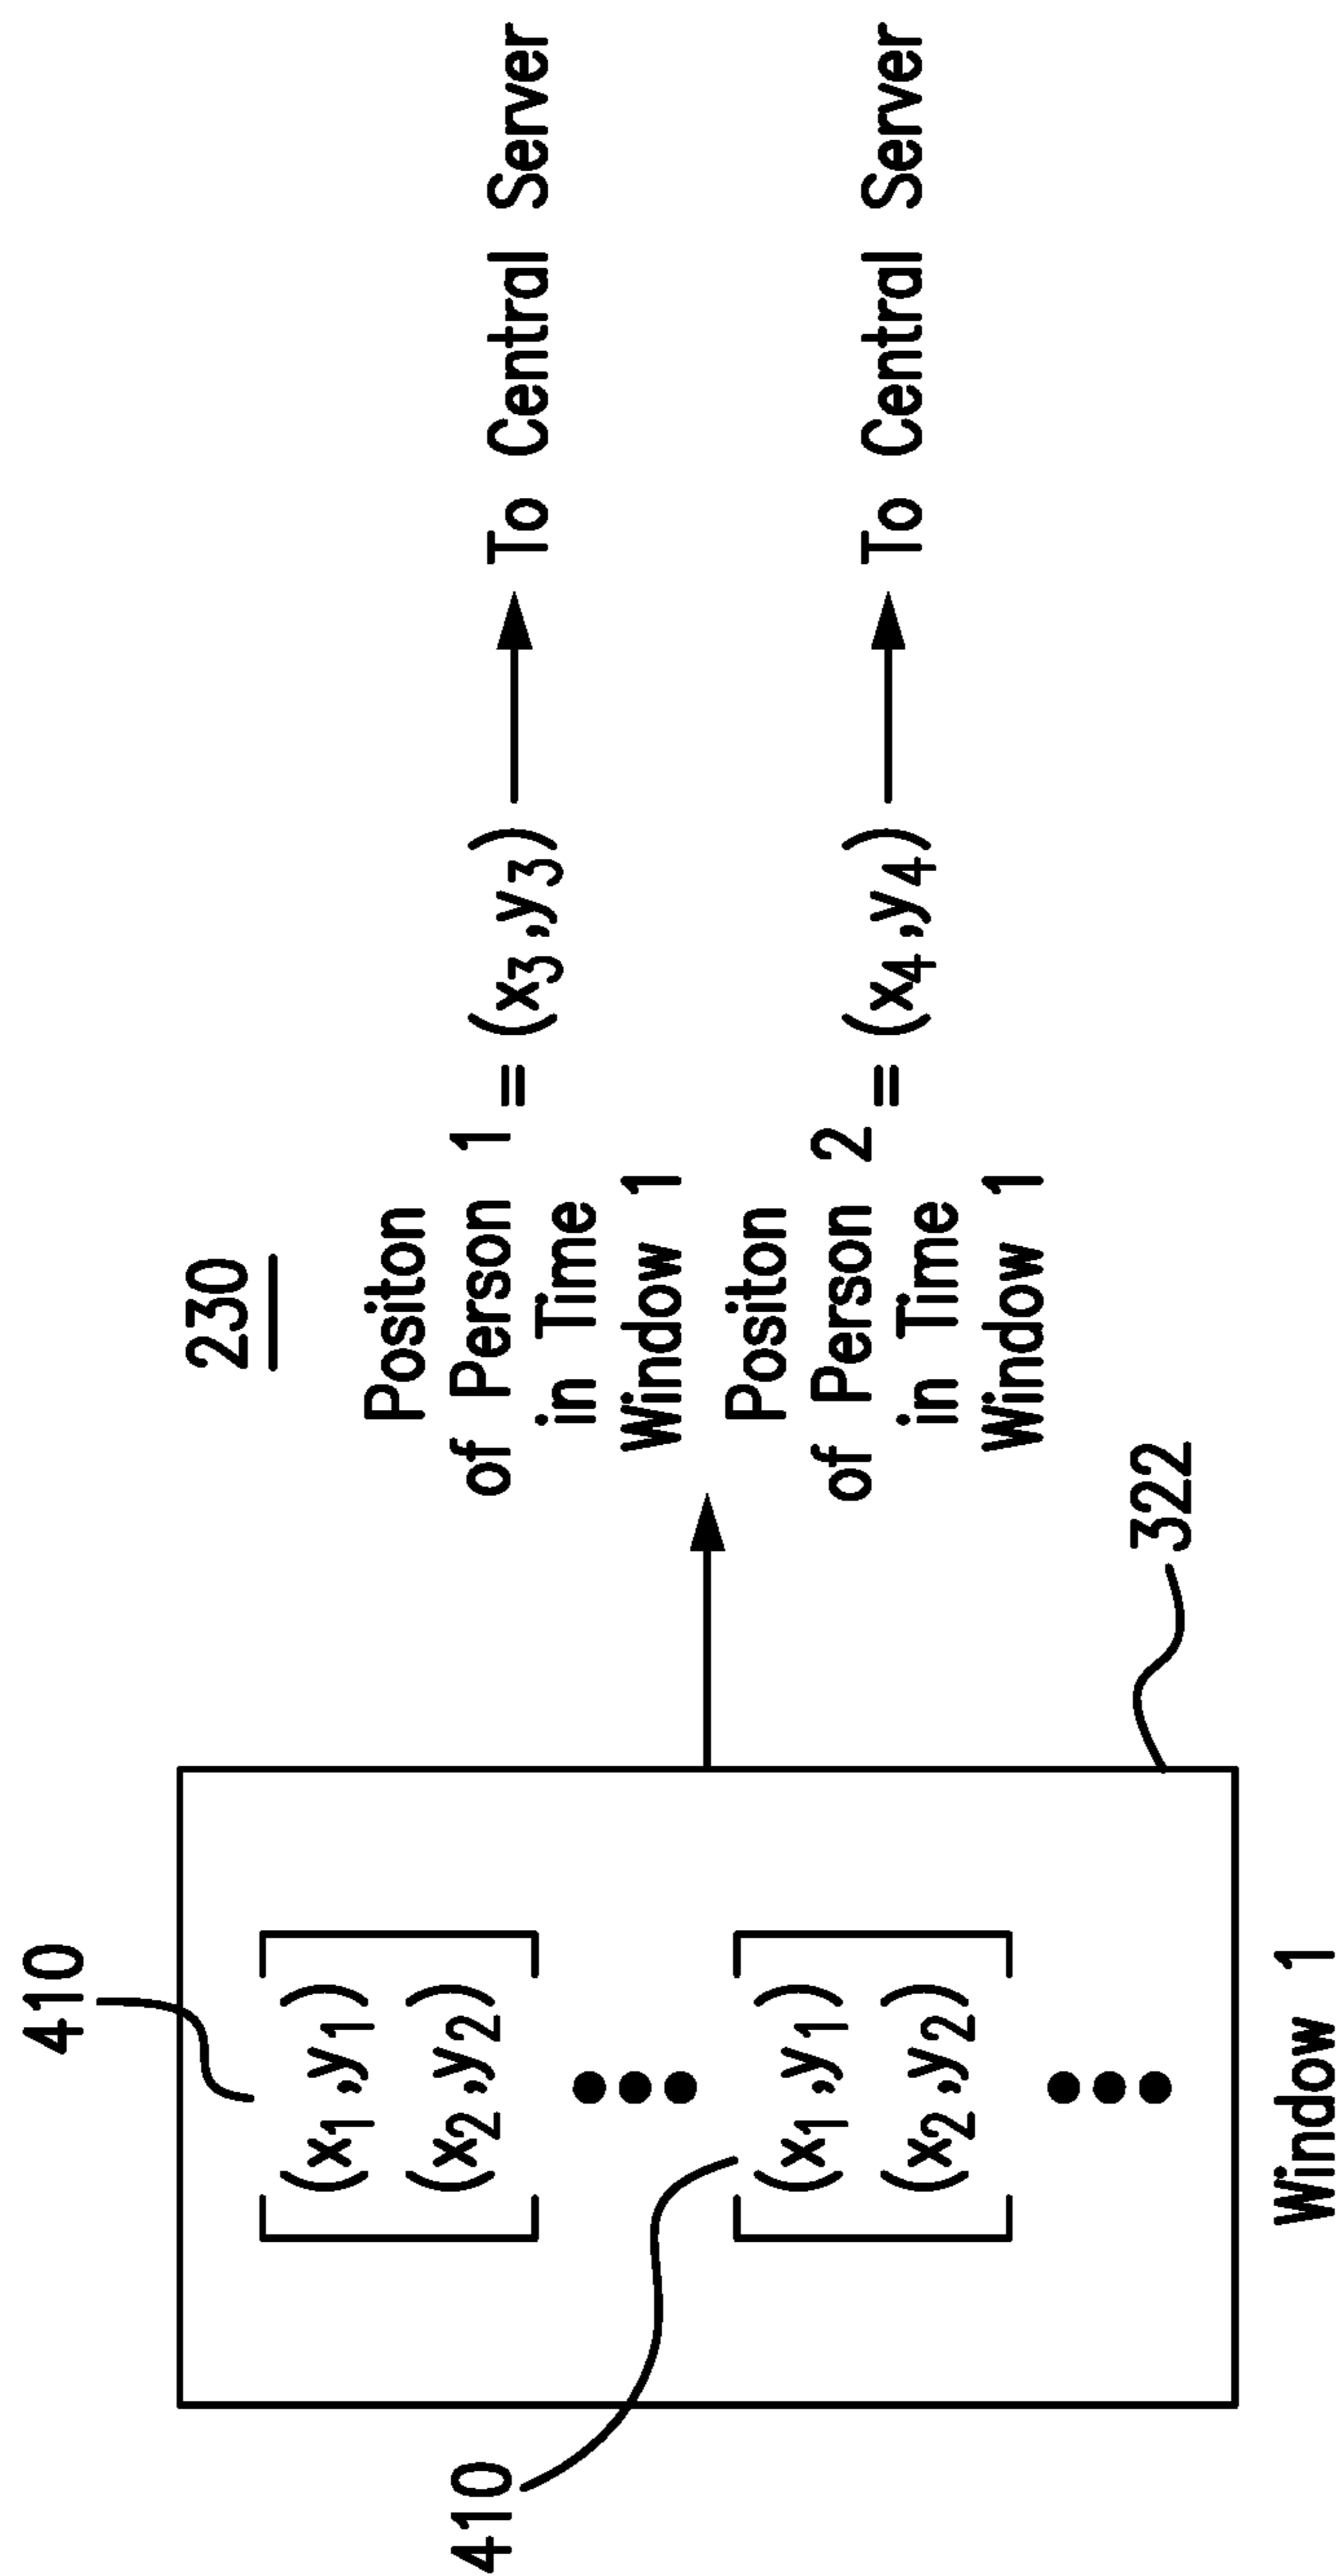 410
410
(x1,y1)
(x2,y2)
(x1,y1)
(x2,y2)
Window 1
322
230
Positon
of Person 1
in Time
Window 1
= (x3,y3)
To Central Server
Positon
of Person 2
in Time
Window 1
= (x4,y4)
To Central Server